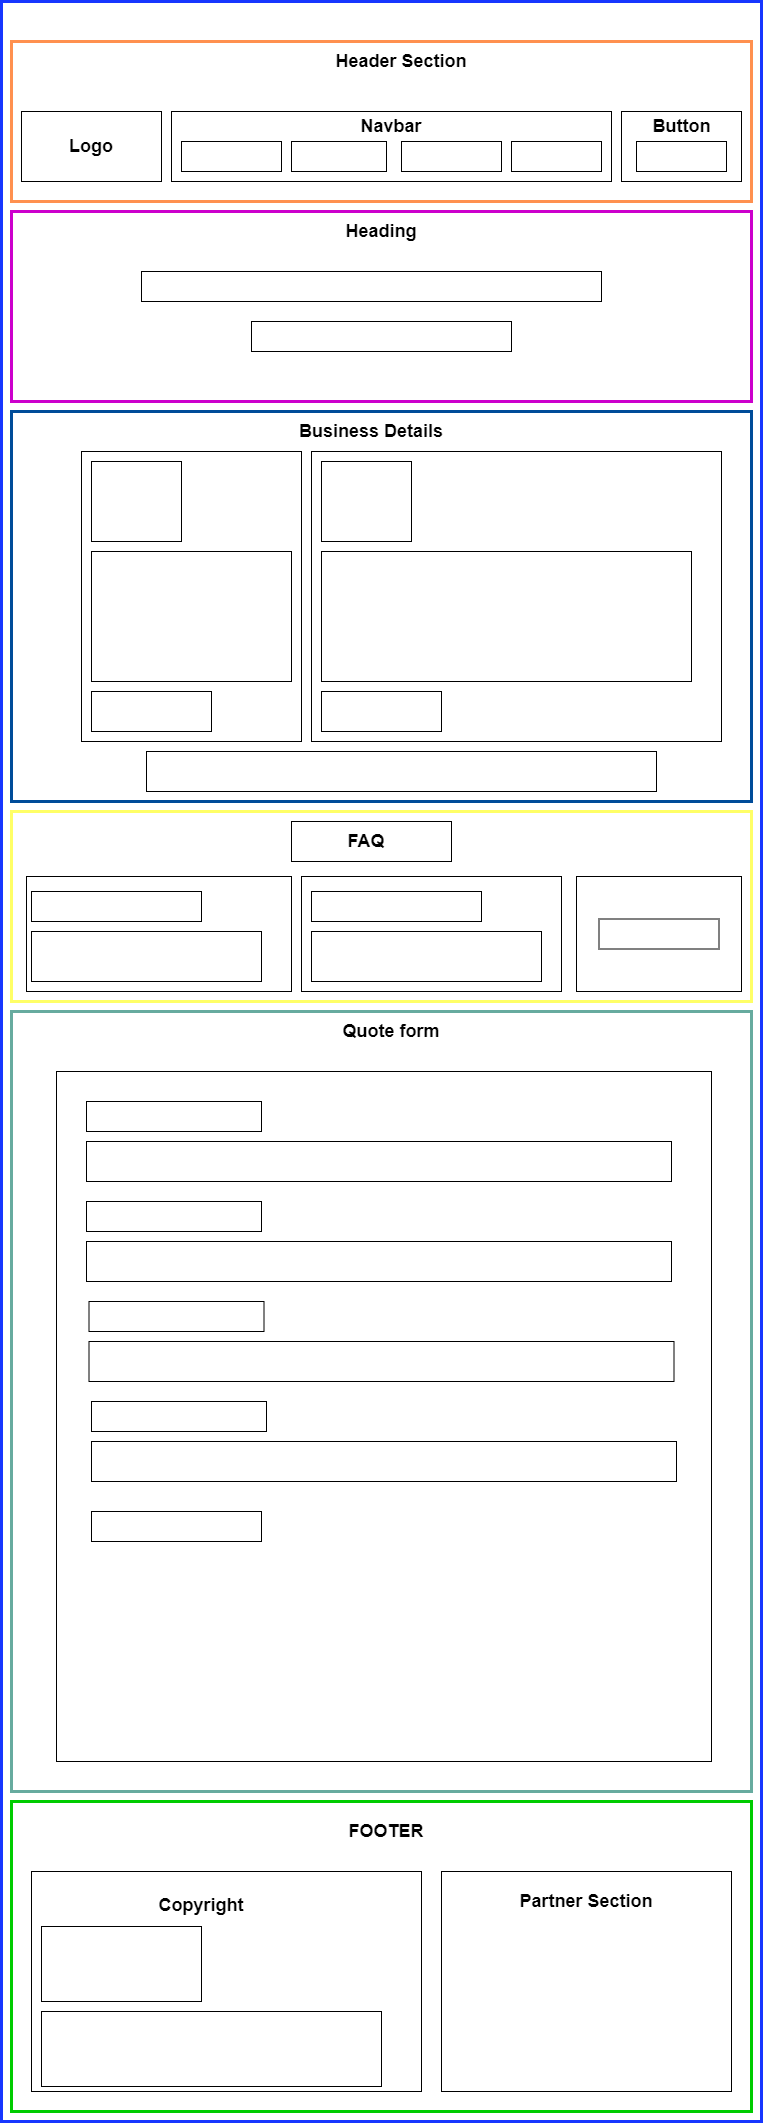 Header Section
Logo
Navbar
Button
Heading
Business Details
FAQ
Quote form
FOOTER
Copyright
Partner Section